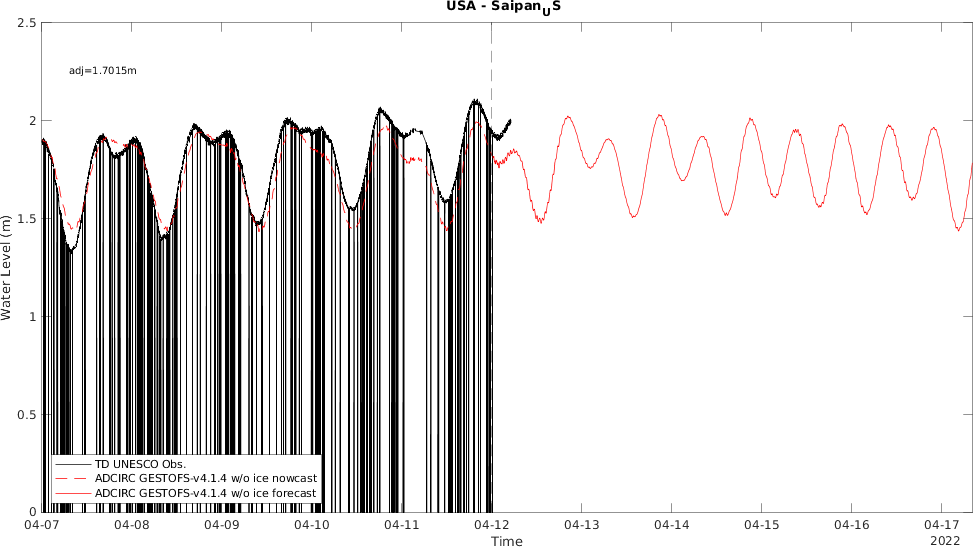 USA - Saipan_US
2.5
adj=1.7015m
2
1.5
Water Level (m)
1
0.5
TD UNESCO Obs.
ADCIRC GESTOFS-v4.1.4 w/o ice nowcast
ADCIRC GESTOFS-v4.1.4 w/o ice forecast
0
04-07 04-08 04-09 04-10 04-11 04-12 04-13 04-14 04-15 04-16 04-17
Time 2022